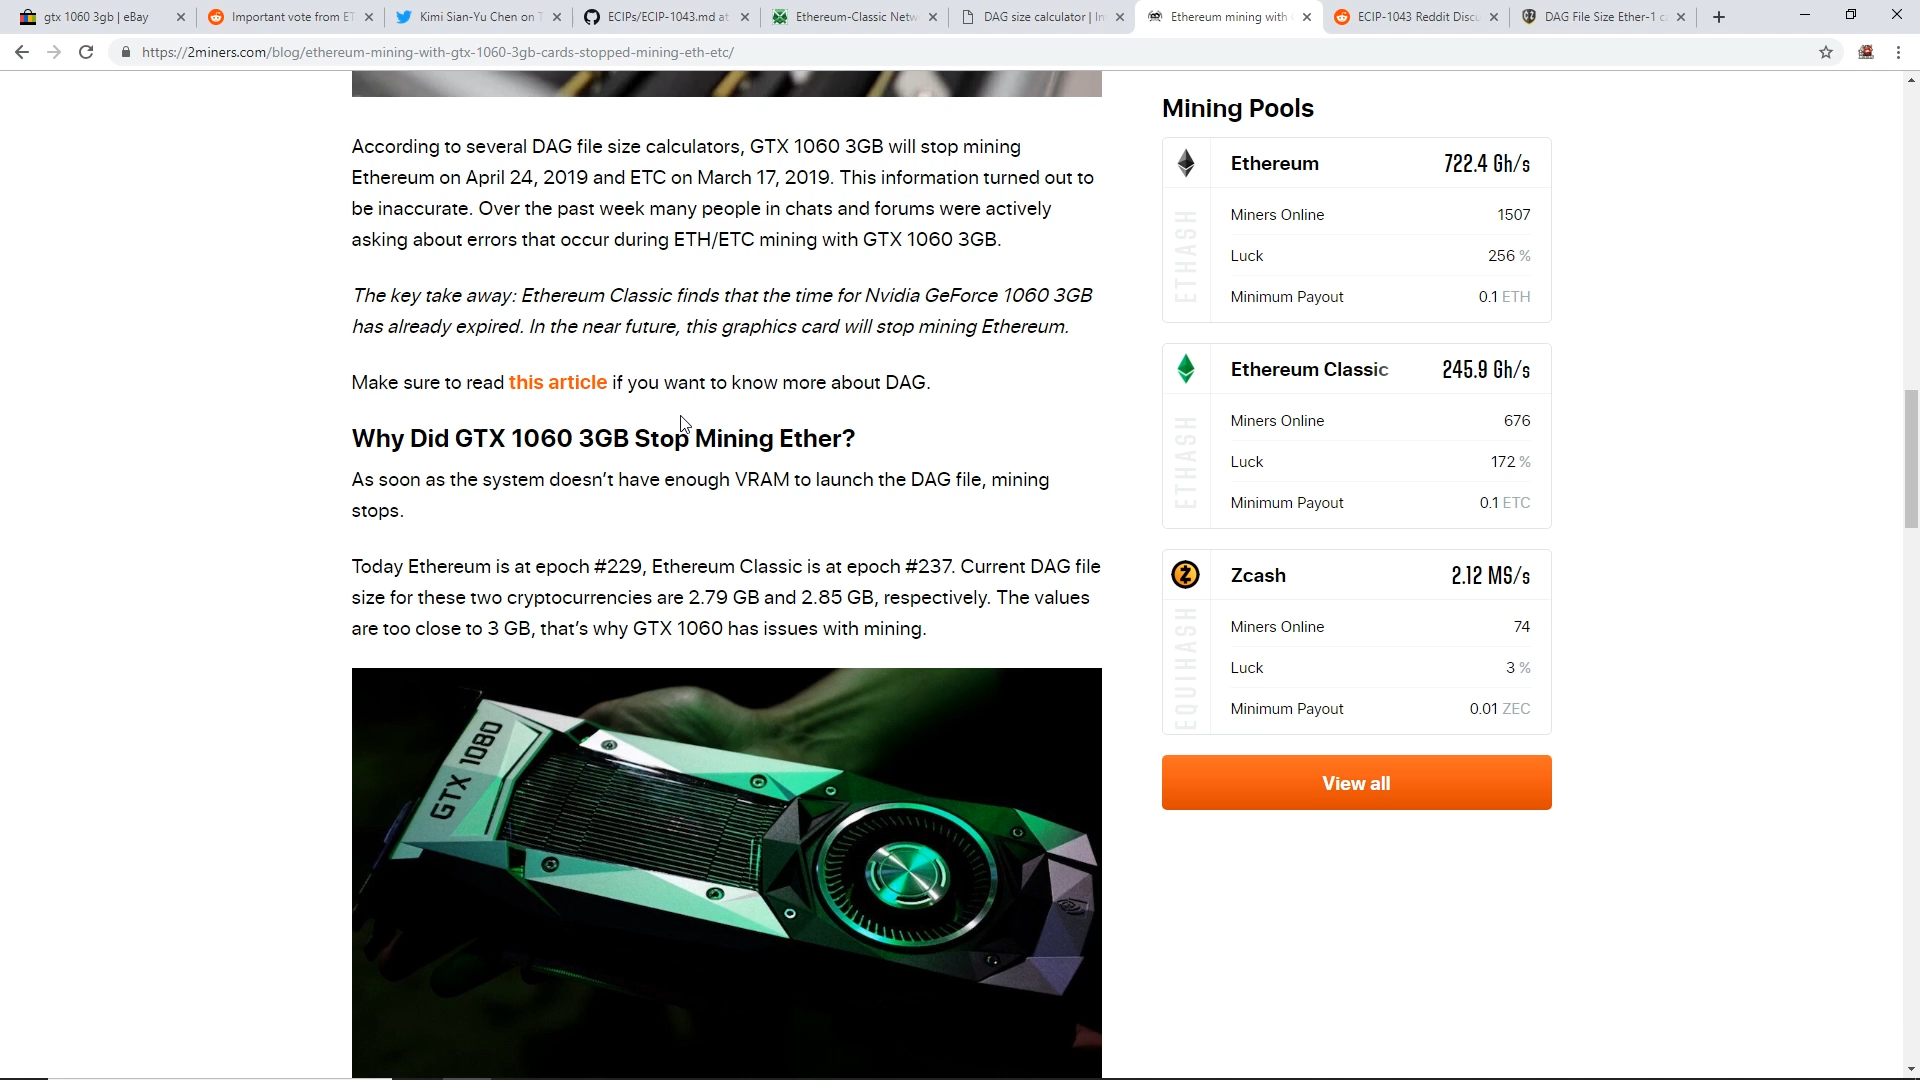 gtx 1060 3gb | eBay
Important vote from ET
Kimi Sian-Yu Chen on T
ECIPs/ECIP-1043.md at
Ethereum-Classic Netw
DAG size calculator | In
Ethereum mining with
ECIP-1043 Reddit Discu
DAG File Size Ether-1 c
https://2miners.com/blog/ethereum-mining-with-gtx-1060-3gb-cards-stopped-mining-eth-etc/
According to several DAG file size calculators, GTX 1060 3GB will stop mining
Ethereum on April 24, 2019 and ETC on March 17, 2019. This information turned out to
be inaccurate. Over the past week many people in chats and forums were actively
asking about errors that occur during ETH/ETC mining with GTX 1060 3GB.
The key take away: Ethereum Classic finds that the time for Nvidia GeForce 1060 3GB
has already expired. In the near future, this graphics card will stop mining Ethereum.
Make sure to read this article if you want to know more about DAG.
Why Did GTX 1060 3GB Stop Mining Ether?
As soon as the system doesn’t have enough VRAM to launch the DAG file, mining
stops.
Today Ethereum is at epoch #229, Ethereum Classic is at epoch #237. Current DAG file
size for these two cryptocurrencies are 2.79 GB and 2.85 GB, respectively. The values
are too close to 3 GB, that’s why GTX 1060 has issues with mining.
GTX 1080
Mining Pools
Ethereum 722.4 Gh/s
ETHASH
Miners Online 1507
Luck 256 %
Minimum Payout 0.1 ETH
Ethereum Classic 245.9 Gh/s
ETHASH
Miners Online 676
Luck 172 %
Minimum Payout 0.1 ETC
Zcash 2.12 MS/s
EQUIHASH
Miners Online 74
Luck 3 %
Minimum Payout 0.01 ZEC
View all